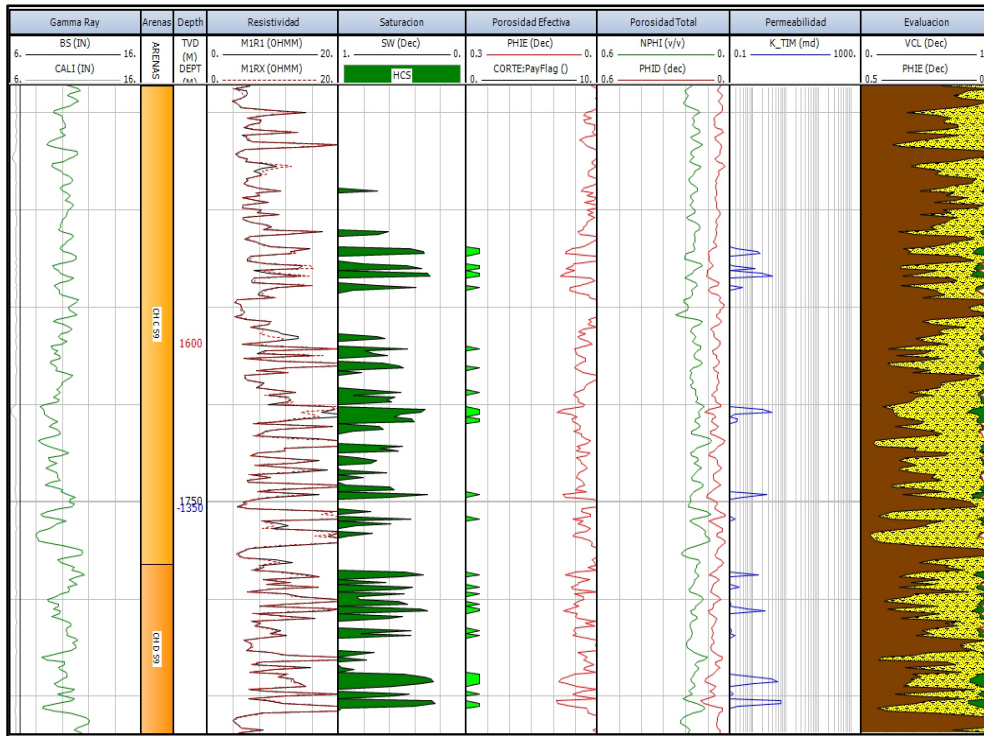 Gamma Ray Arenas Depth Resistividad Saturacion Porosidad Efectiva Porosidad Total Permeabilidad Evaluacion
BS (IN)
6. 16.
CALI (IN)
6. 16.
ARENAS
TVD
(M)
DEPT
(M)
M1R1 (OHMM)
0. 20.
M1RX (OHMM)
0. 20.
SW (Dec)
1. 0.
HCS
PHIE (Dec)
0.3 0.
CORTE:PayFlag ()
0. 10.
NPHI (v/v)
0.6 0.
PHID (dec)
0.6 0.
K_TIM (md)
0.1 1000.
VCL (Dec)
0. 1.
PHIE (Dec)
0.5 0.
CH C S9
1600
1750
-1350
CH D S9